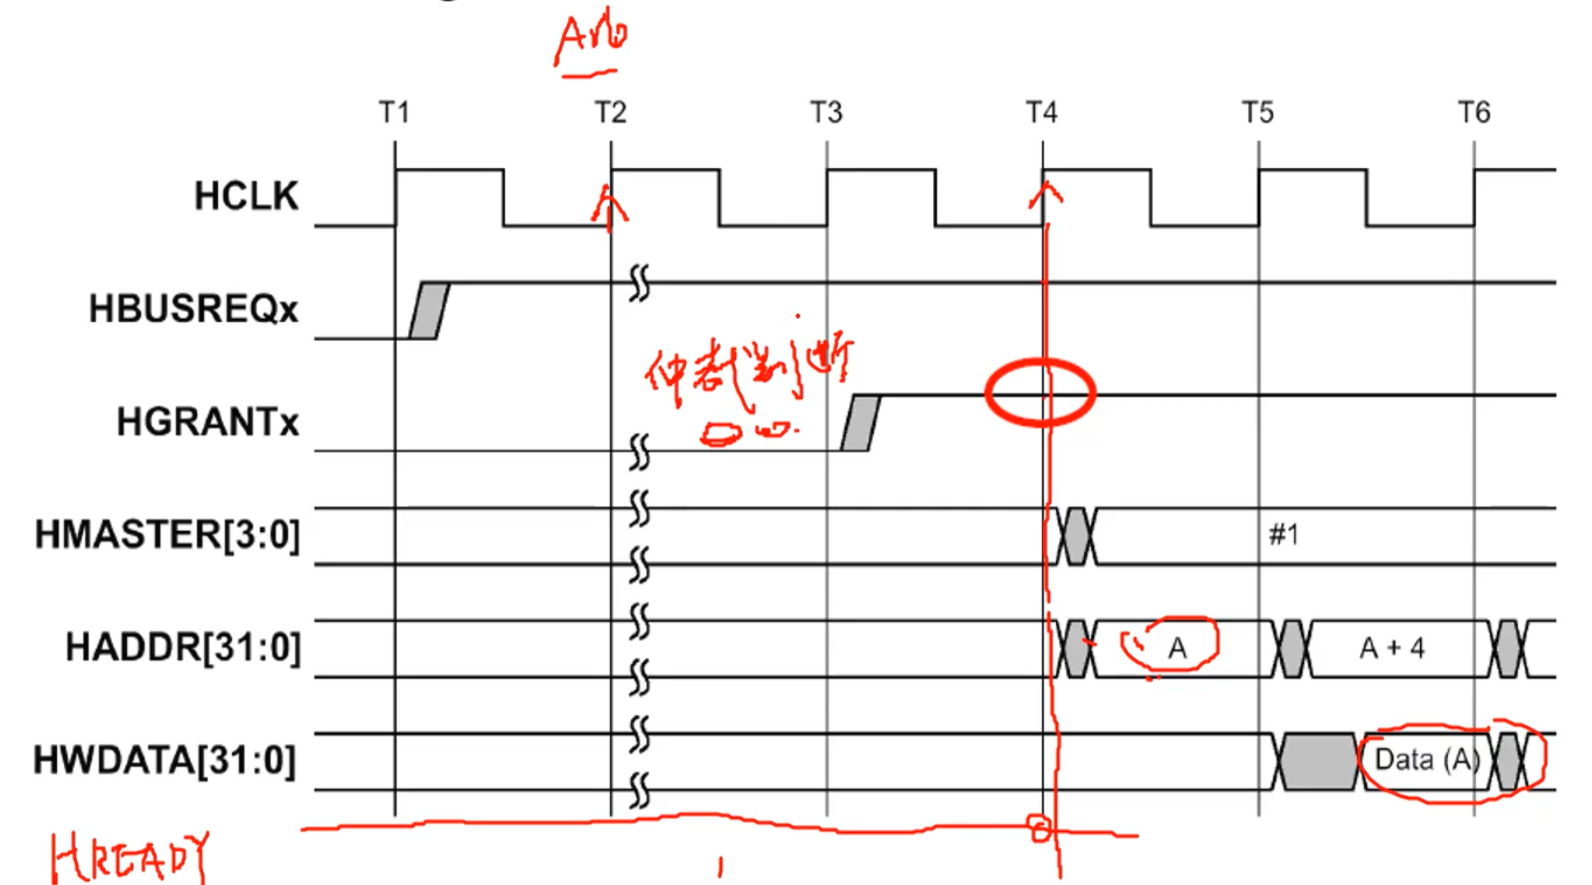 Arb
T1 T2 T3 T4 T5 T6
HCLK
HBUSREQx
仲裁判断
HGRANTx
HMASTER[3:0] #1
HADDR[31:0] A A + 4
HWDATA[31:0] Data (A)
HREADY 1